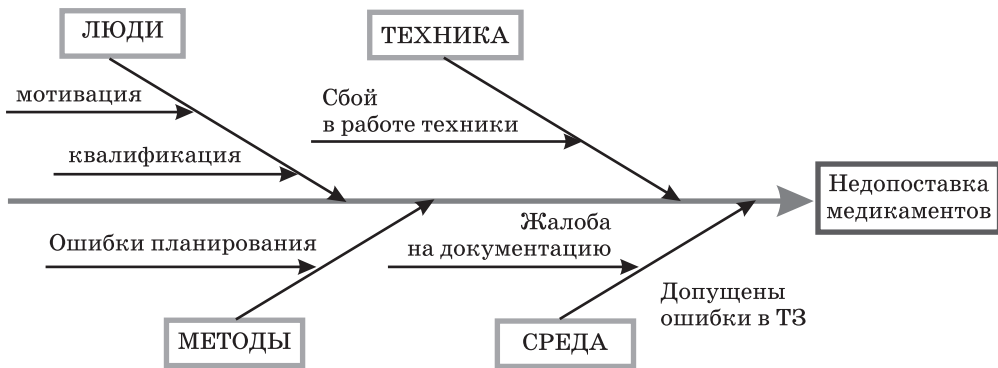 ЛЮДИ
ТЕХНИКА
мотивация
Сбой
в работе техники
квалификация
Недопоставка
медикаментов
Ошибки планирования
Жалоба
на документацию
Допущены
ошибки в ТЗ
МЕТОДЫ
СРЕДА